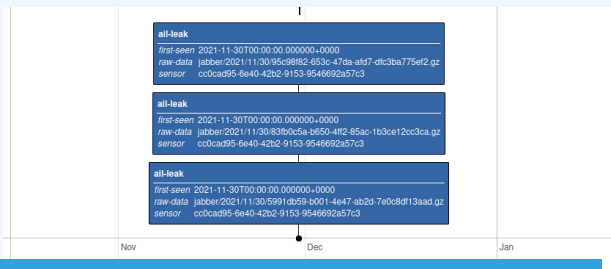 ail-leak
first-seen 2021-11-30T00:00:00.000000+0000
raw-data jabber/2021/11/30/95c98f82-653c-47da-afd7-dfc3ba775ef2.gz
sensor cc0cad95-6e40-42b2-9153-9546692a57c3
ail-leak
first-seen 2021-11-30T00:00:00.000000+0000
raw-data jabber/2021/11/30/83fb0c5a-b650-4ff2-85ac-1b3ce12cc3ca.gz
sensor cc0cad95-6e40-42b2-9153-9546692a57c3
ail-leak
first-seen 2021-11-30T00:00:00.000000+0000
raw-data jabber/2021/11/30/5991db59-b001-4e47-ab2d-7e0c8df13aad.gz
sensor cc0cad95-6e40-42b2-9153-9546692a57c3
Nov Dec Jan